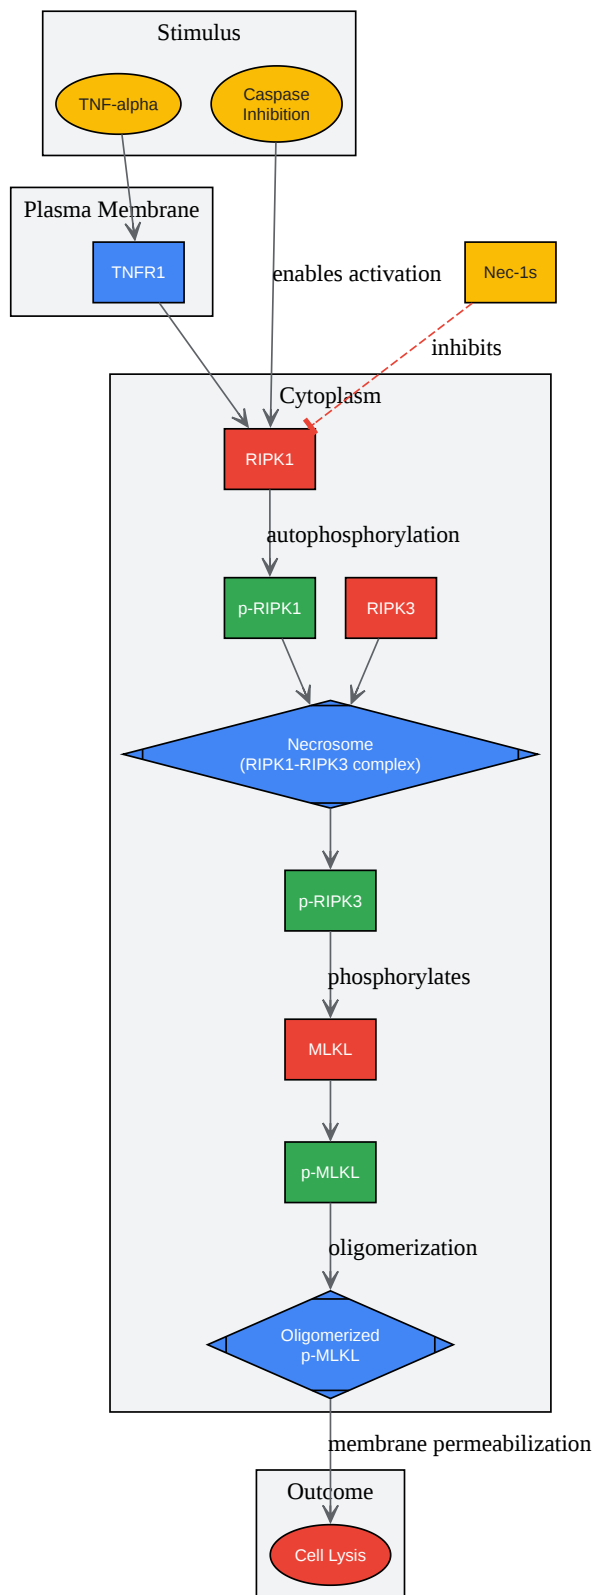 Stimulus
TNF-alpha
Caspase
Inhibition
Plasma Membrane
TNFR1
enables activation
Nec-1s
inhibits
Cytoplasm
RIPK1
autophosphorylation
p-RIPK1
RIPK3
Necrosome
(RIPK1-RIPK3 complex)
p-RIPK3
phosphorylates
MLKL
p-MLKL
oligomerization
Oligomerized
p-MLKL
membrane permeabilization
Outcome
Cell Lysis